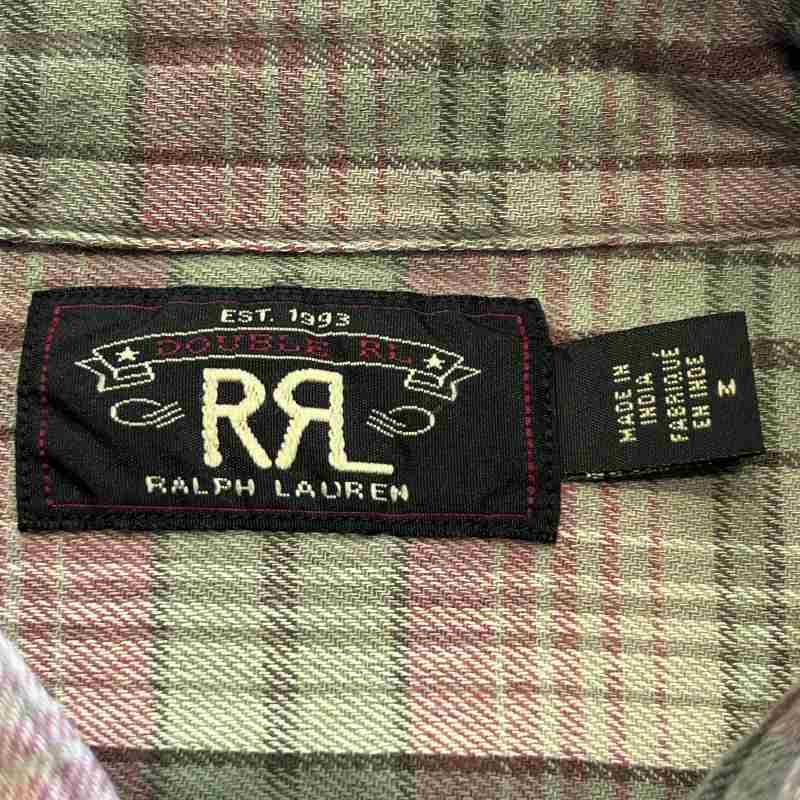 EST. 1993
DOUBLE RL
RRL
RALPH LAUREN
MADE IN
INDIA
FABRIQUÉ
EN INDE
M